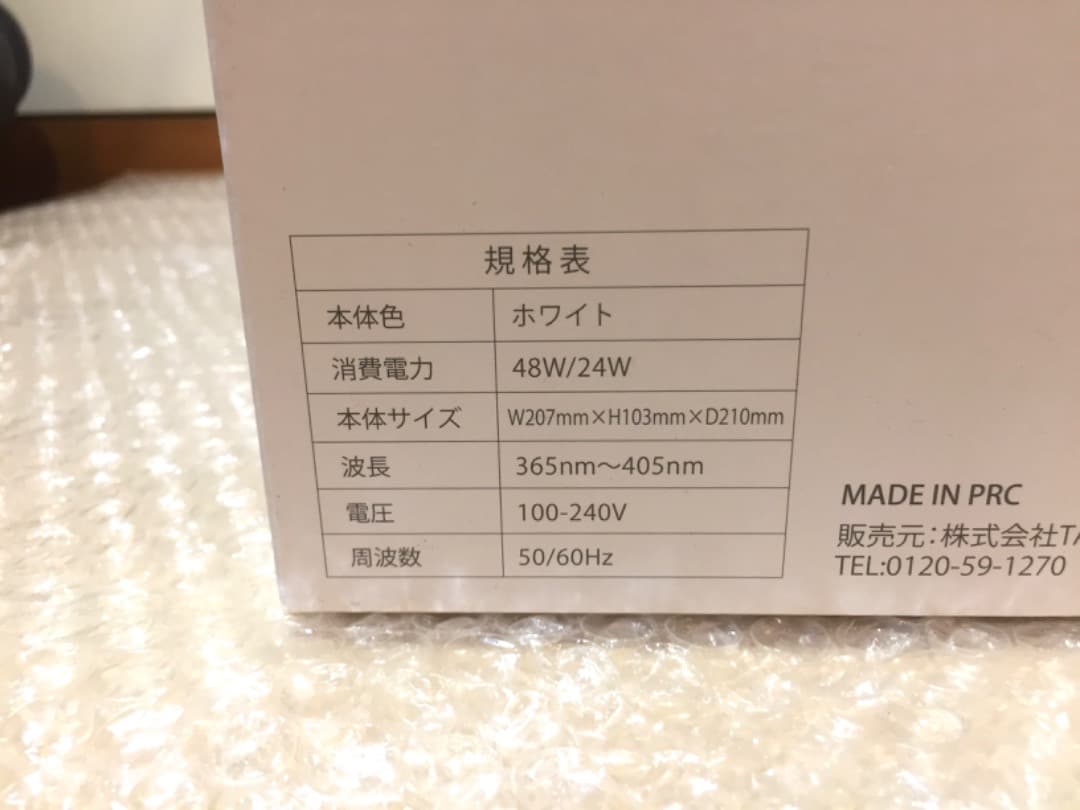 規格表
本体色 ホワイト
消費電力 48W/24W
本体サイズ W207mm×H103mm×D210mm
波長 365nm～405nm
電圧 100-240V
周波数 50/60Hz
MADE IN PRC
販売元：株式会社TA
TEL:0120-59-1270